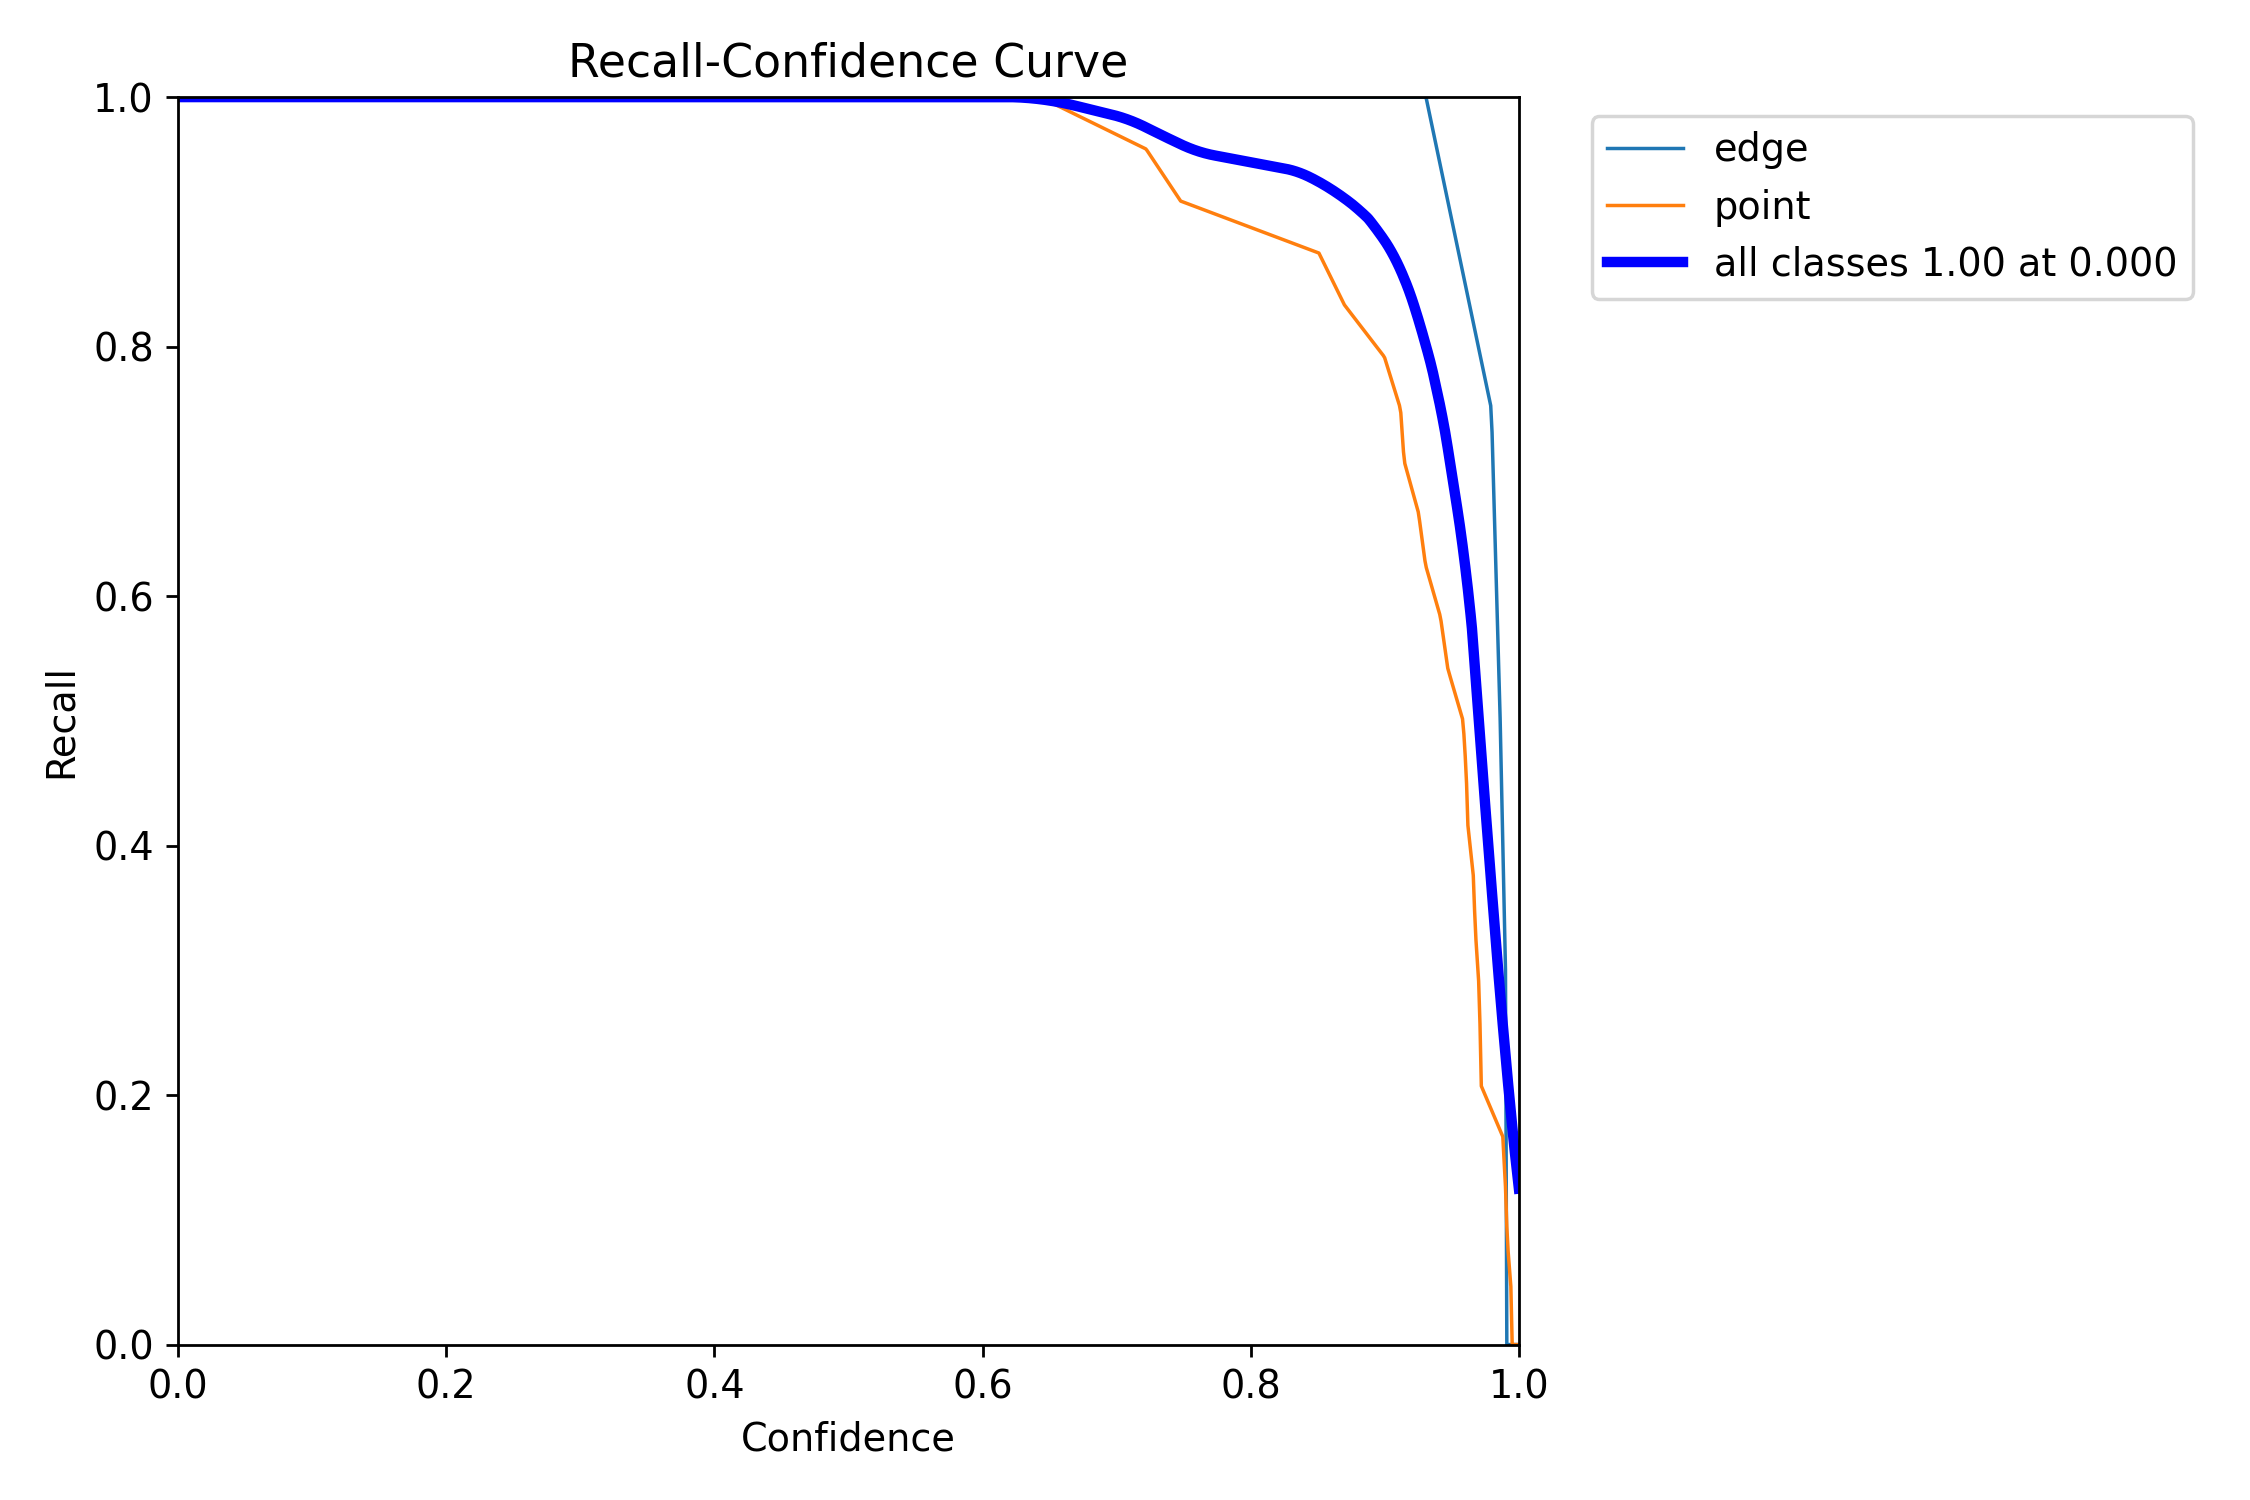 Recall-Confidence Curve
1.0
0.8
0.6
0.4
0.2
0.0
Recall
0.0 0.2 0.4 0.6 0.8 1.0
Confidence
edge
point
all classes 1.00 at 0.000